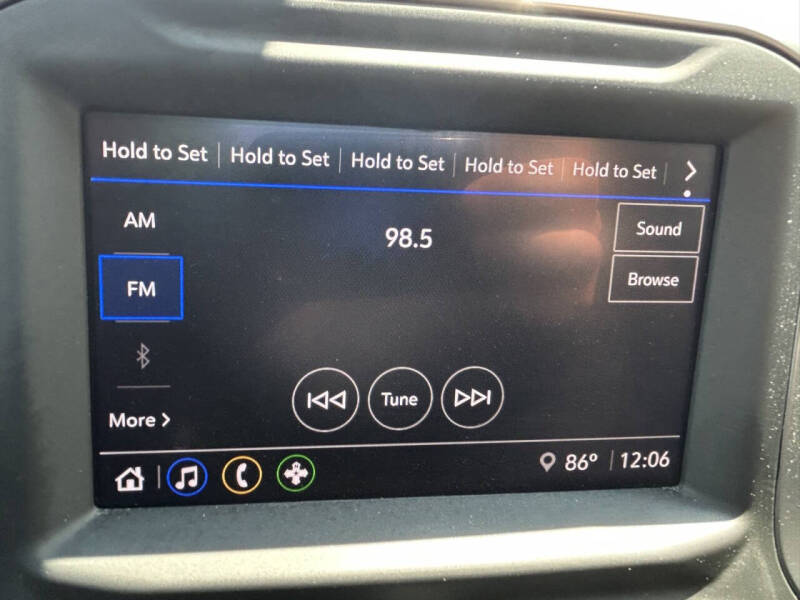 Hold to Set Hold to Set Hold to Set Hold to Set Hold to Set
AM
98.5
Sound
FM
Browse
More
Tune
86° 12:06